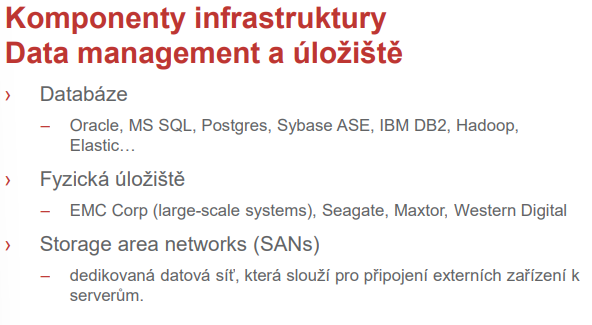 Komponenty infrastruktury
Data management a úložiště
› Databáze
– Oracle, MS SQL, Postgres, Sybase ASE, IBM DB2, Hadoop,
Elastic…
› Fyzická úložiště
– EMC Corp (large-scale systems), Seagate, Maxtor, Western Digital
› Storage area networks (SANs)
– dedikovaná datová síť, která slouží pro připojení externích zařízení k
serverům.